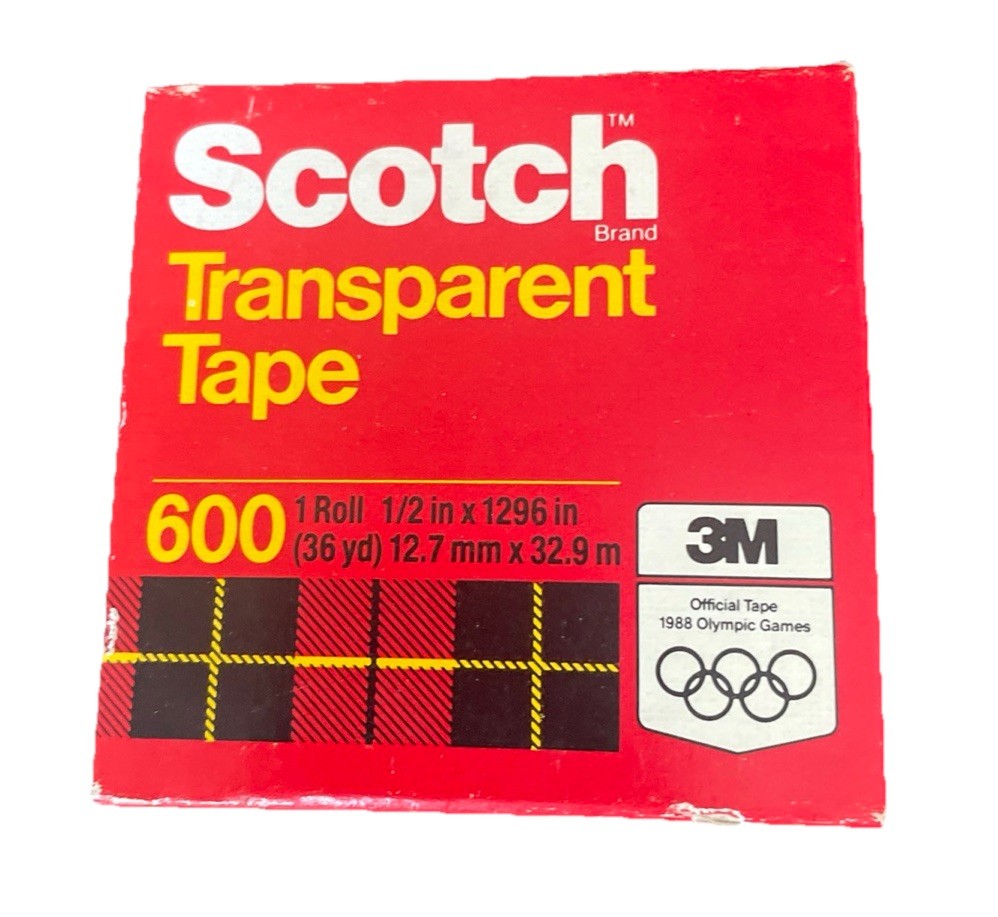 Scotch™
Brand
Transparent
Tape
600 1 Roll 1/2 in x 1296 in
(36 yd) 12.7 mm x 32.9 m
3M
Official Tape
1988 Olympic Games